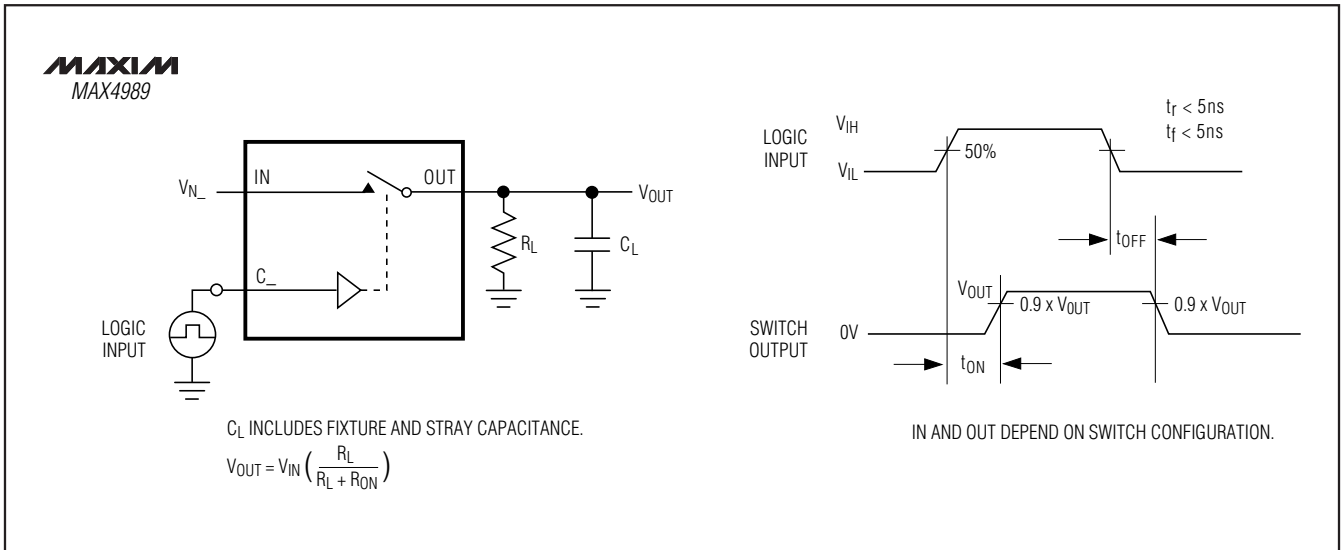 MAXIM
MAX4989
V_N_
IN
OUT
V_OUT
R_L
C_L
C_
LOGIC
INPUT
C_L INCLUDES FIXTURE AND STRAY CAPACITANCE.
V_OUT = V_IN ( R_L / R_L + R_ON )
LOGIC
INPUT
V_IH
V_IL
50%
t_r < 5ns
t_f < 5ns
t_OFF
V_OUT
0.9 x V_OUT
0.9 x V_OUT
SWITCH
OUTPUT
0V
t_ON
IN AND OUT DEPEND ON SWITCH CONFIGURATION.